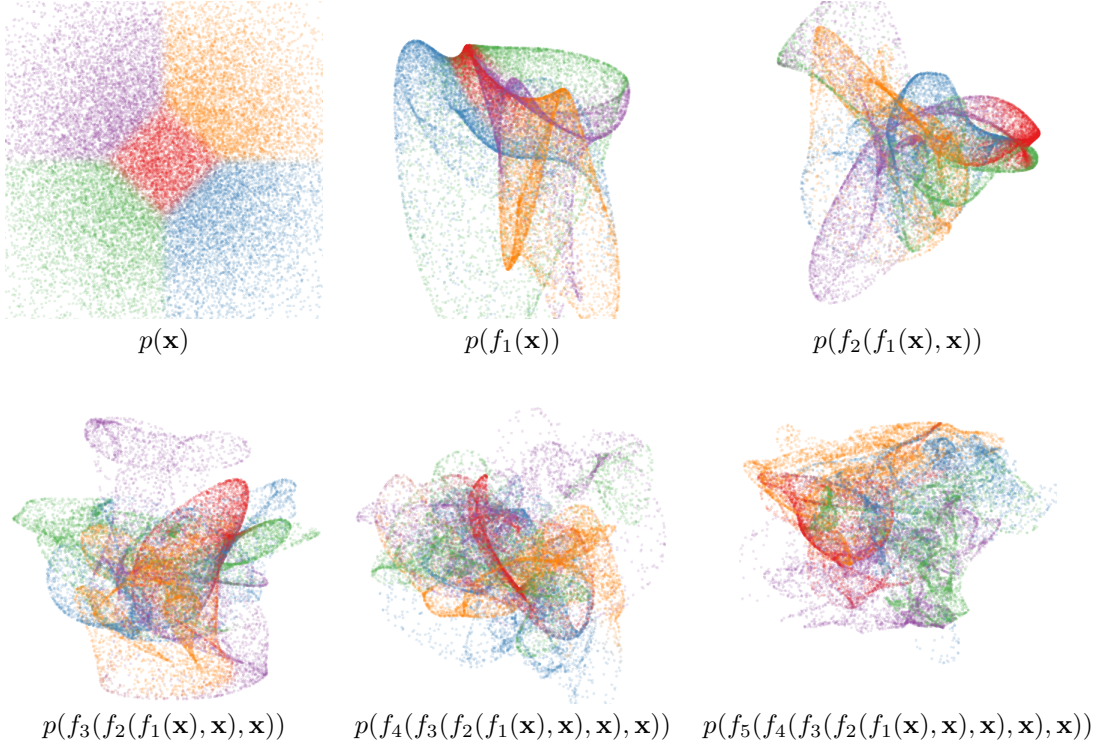 p(x)
p(f₁(x))
p(f₂(f₁(x), x))
p(f₃(f₂(f₁(x), x), x))
p(f₄(f₃(f₂(f₁(x), x), x), x))
p(f₅(f₄(f₃(f₂(f₁(x), x), x), x), x))